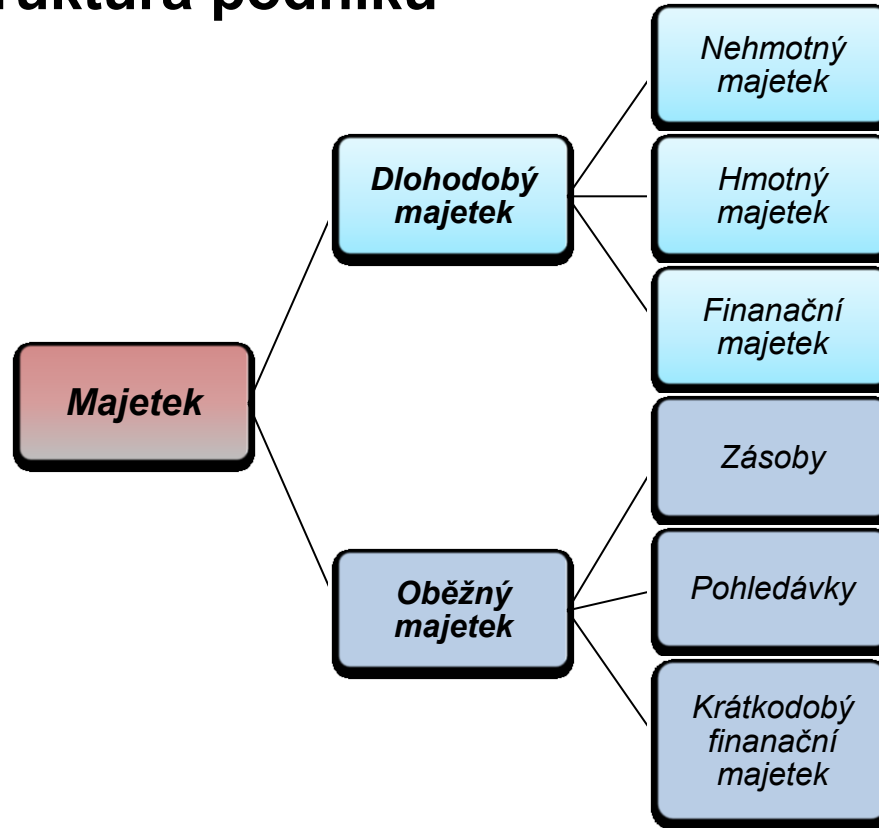 ruktura podniku
Nehmotný
majetek
Dlohodobý
majetek
Hmotný
majetek
Finanační
majetek
Majetek
Zásoby
Oběžný
majetek
Pohledávky
Krátkodobý
finanační
majetek